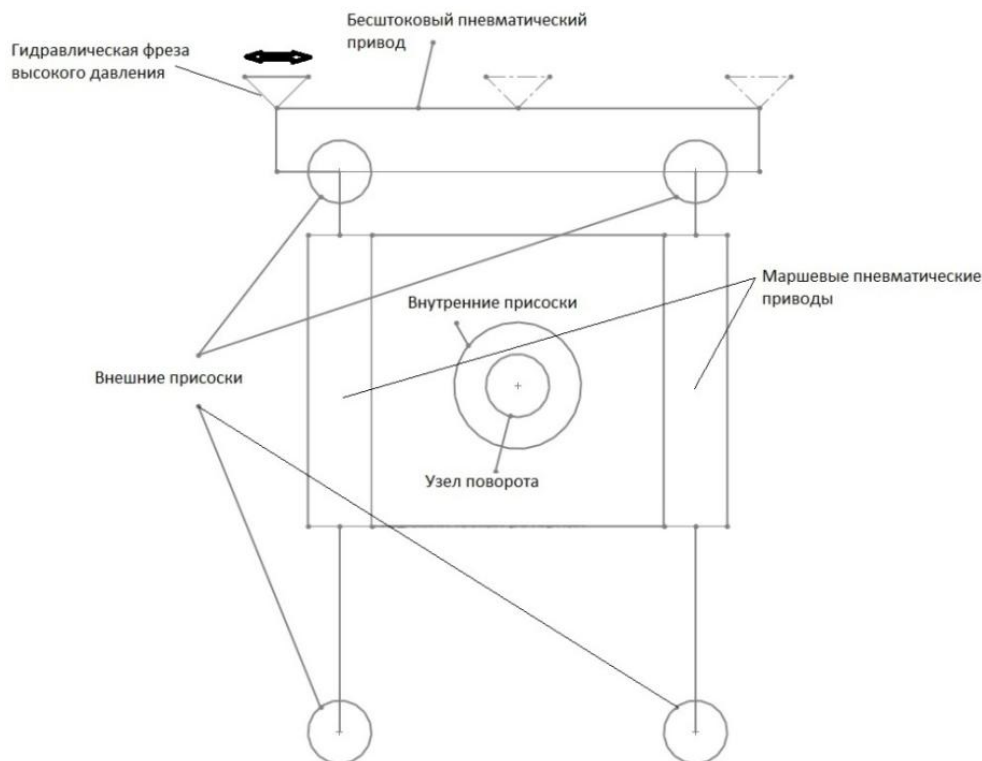 Бесштоковый пневматический
привод
Гидравлическая фреза
высокого давления
Маршевые пневматические
приводы
Внутренние присоски
Внешние присоски
Узел поворота